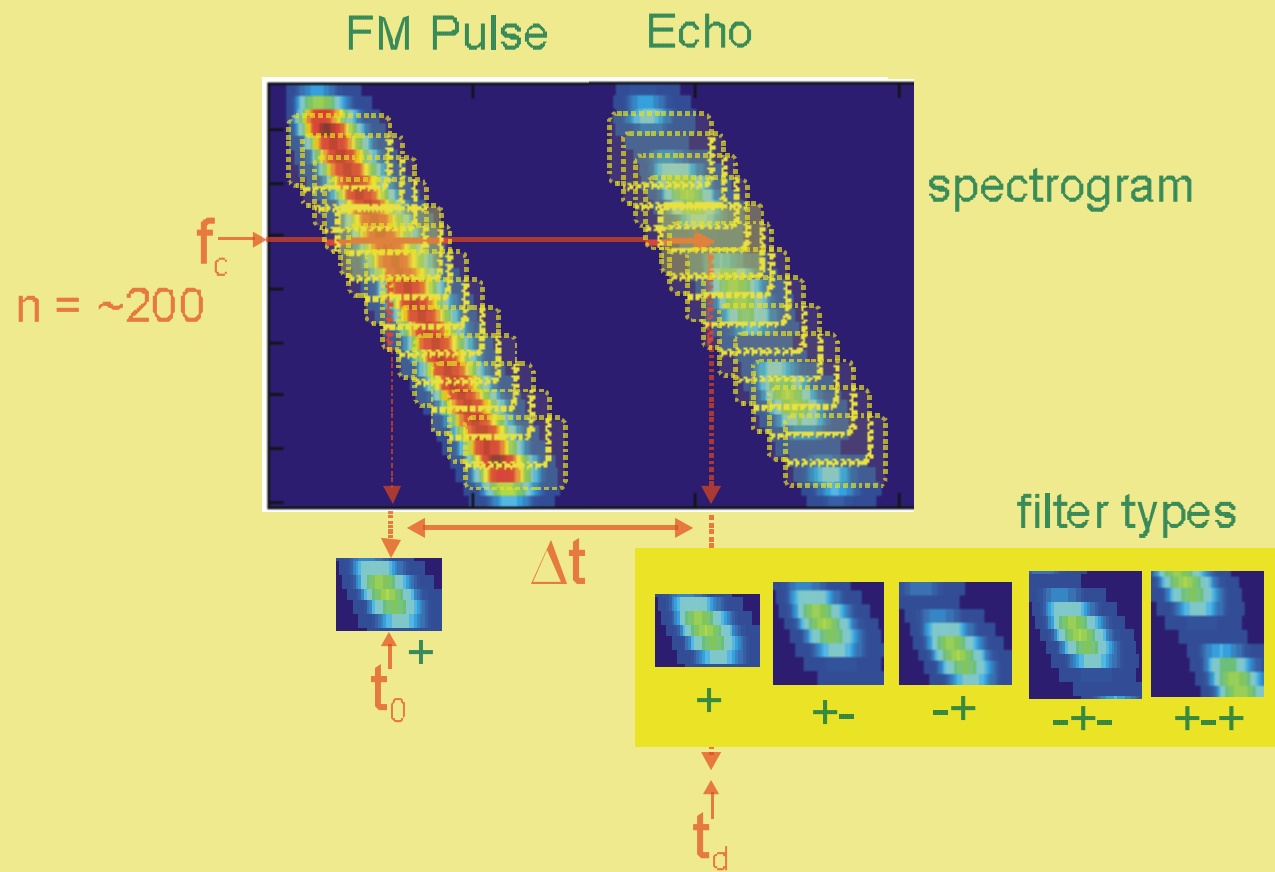 FM Pulse
Echo
spectrogram
fc
n = ~200
Δt
filter types
+
t0
+
+-
-+
-+-
+-+
td